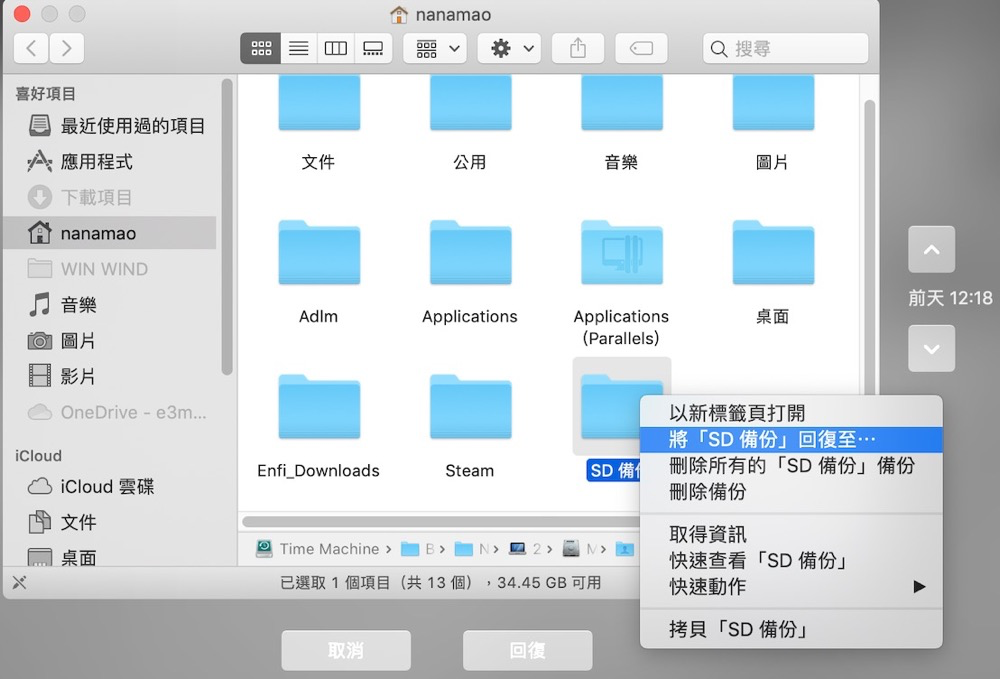 nanamao
搜尋
喜好項目
最近使用過的項目
應用程式
下載項目
nanamao
WIN WIND
音樂
圖片
影片
OneDrive - e3m...
iCloud
iCloud 雲碟
文件
桌面
文件
公用
音樂
圖片
AdIm
Applications
Applications
(Parallels)
桌面
Enfi_Downloads
Steam
SD 備份
前天 12:18
以新標籤頁打開
將「SD 備份」回復至⋯
刪除所有的「SD 備份」備份
刪除備份
取得資訊
快速查看「SD 備份」
快速動作
拷貝「SD 備份」
Time Machine › B › N › 2 › M ›
已選取 1 個項目（共 13 個），34.45 GB 可用
取消
回復